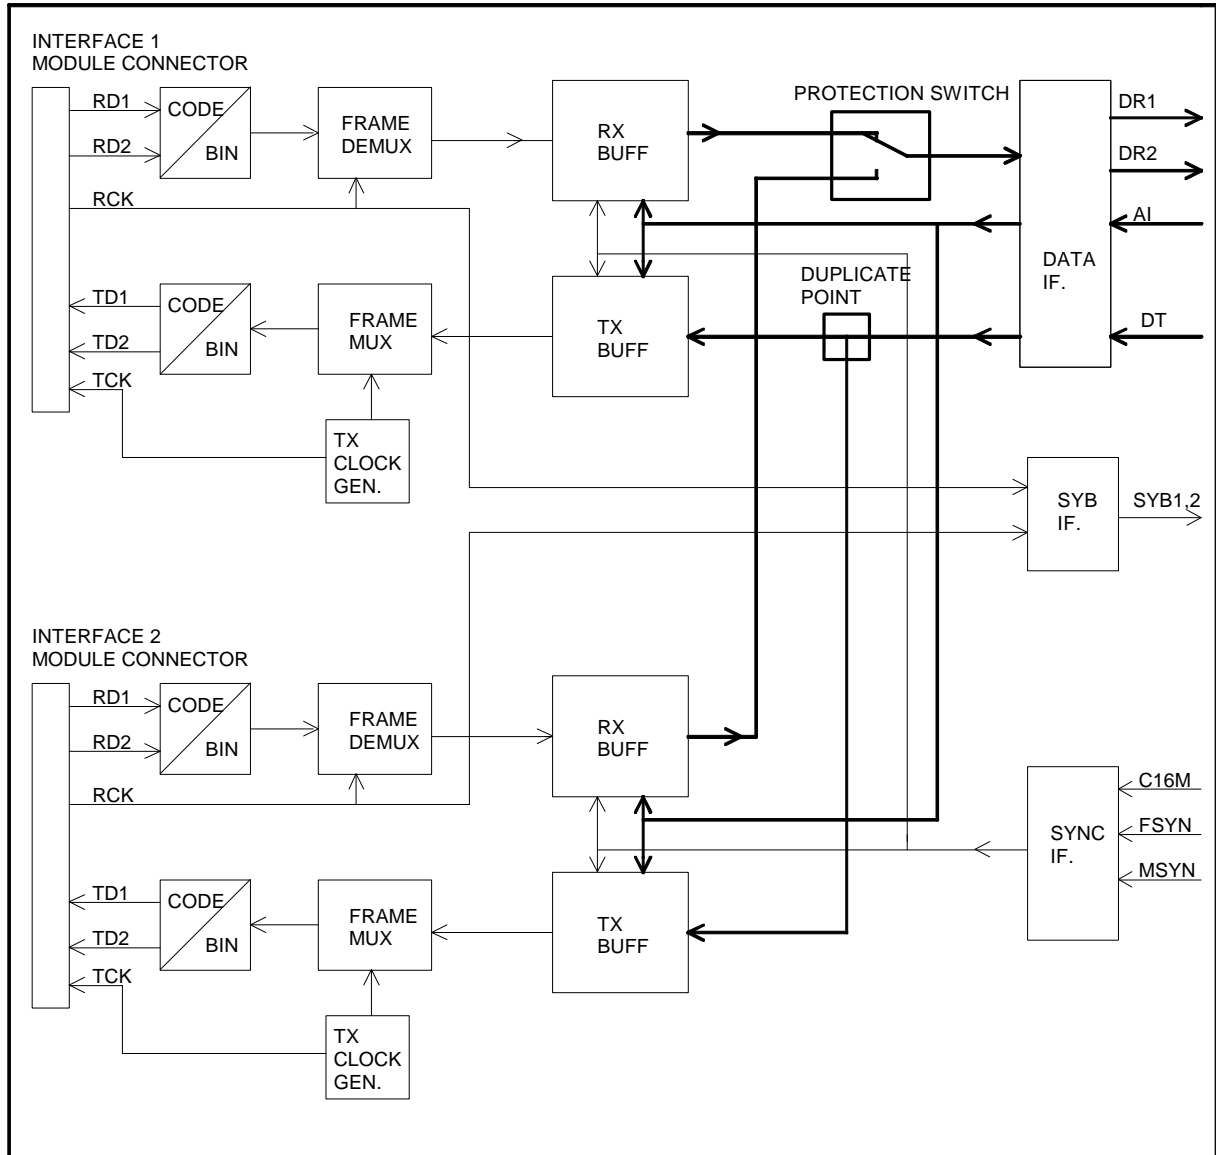 INTERFACE 1
MODULE CONNECTOR
RD1
RD2
RCK
CODE
BIN
FRAME
DEMUX
RX
BUFF
PROTECTION SWITCH
DR1
DR2
AI
DATA
IF.
DT
TD1
TD2
TCK
CODE
BIN
FRAME
MUX
TX
BUFF
DUPLICATE
POINT
TX
CLOCK
GEN.
SYB
IF.
SYB1,2
INTERFACE 2
MODULE CONNECTOR
RD1
RD2
RCK
CODE
BIN
FRAME
DEMUX
RX
BUFF
C16M
FSYN
MSYN
SYNC
IF.
TD1
TD2
TCK
CODE
BIN
FRAME
MUX
TX
BUFF
TX
CLOCK
GEN.